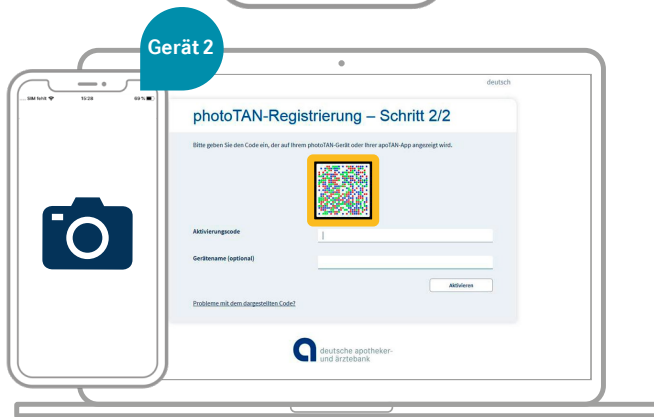 Gerät 2
deutsch
SIM fehlt 15:28 69 %
photoTAN-Registrierung – Schritt 2/2
Bitte geben Sie den Code ein, der auf Ihrem photoTAN-Gerät oder Ihrer apoTAN-App angezeigt wird.
Aktivierungscode
Gerätename (optional)
Aktivieren
Probleme mit dem dargestellten Code?
deutsche apotheker-
und ärztebank